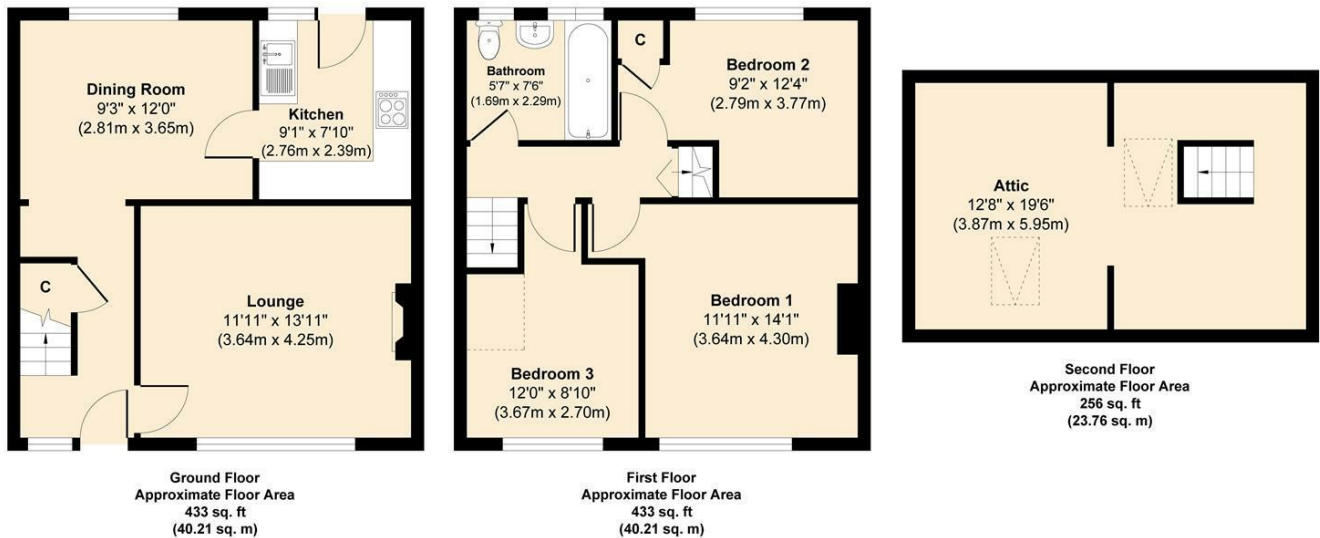 Dining Room
9'3" x 12'0"
(2.81m x 3.65m)
Kitchen
9'1" x 7'10"
(2.76m x 2.39m)
C
Lounge
11'11" x 13'11"
(3.64m x 4.25m)
Ground Floor
Approximate Floor Area
433 sq. ft
(40.21 sq. m)
Bathroom
5'7" x 7'6"
(1.69m x 2.29m)
C
Bedroom 2
9'2" x 12'4"
(2.79m x 3.77m)
Bedroom 1
11'11" x 14'1"
(3.64m x 4.30m)
Bedroom 3
12'0" x 8'10"
(3.67m x 2.70m)
First Floor
Approximate Floor Area
433 sq. ft
(40.21 sq. m)
Attic
12'8" x 19'6"
(3.87m x 5.95m)
Second Floor
Approximate Floor Area
256 sq. ft
(23.76 sq. m)